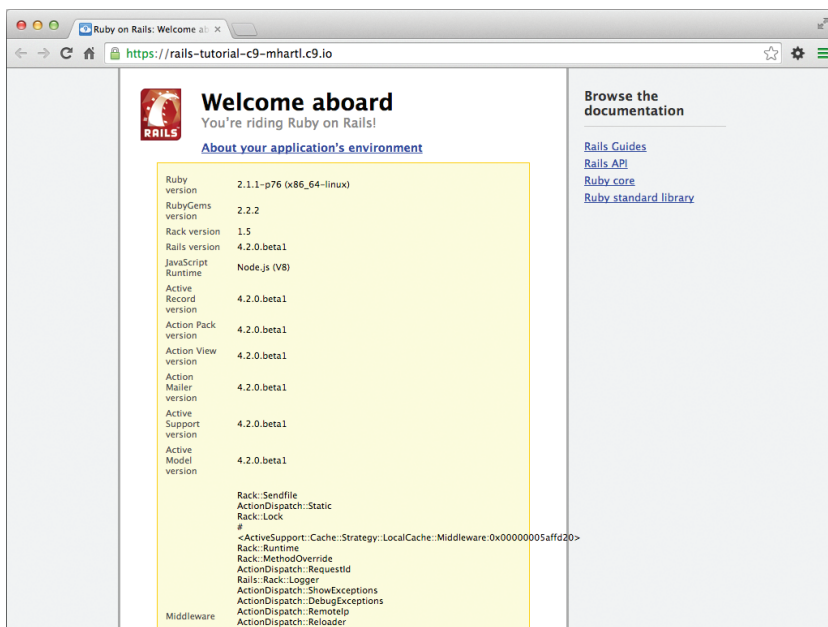 Ruby on Rails: Welcome ab
https://rails-tutorial-c9-mhartl.c9.io
RAILS
Welcome aboard
You're riding Ruby on Rails!
About your application's environment
Ruby
version
2.1.1-p76 (x86_64-linux)
RubyGems
version
2.2.2
Rack version 1.5
Rails version 4.2.0.beta1
JavaScript
Runtime
Node.js (V8)
Active
Record
version
4.2.0.beta1
Action Pack
version
4.2.0.beta1
Action View
version
4.2.0.beta1
Action
Mailer
version
4.2.0.beta1
Active
Support
version
4.2.0.beta1
Active
Model
version
4.2.0.beta1
Middleware
Rack::Sendfile
ActionDispatch::Static
Rack::Lock
#
<ActiveSupport::Cache::Strategy::LocalCache::Middleware:0x00000005affd20>
Rack::Runtime
Rack::MethodOverride
ActionDispatch::RequestId
Rails::Rack::Logger
ActionDispatch::ShowExceptions
ActionDispatch::DebugExceptions
ActionDispatch::RemoteIp
ActionDispatch::Reloader
Browse the
documentation
Rails Guides
Rails API
Ruby core
Ruby standard library